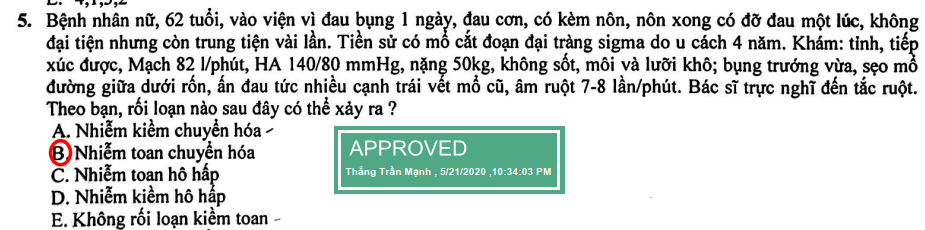 E. 4,1,3,2
5. Bệnh nhân nữ, 62 tuổi, vào viện vì đau bụng 1 ngày, đau cơn, có kèm nôn, nôn xong có đỡ đau một lúc, không
đại tiện nhưng còn trung tiện vài lần. Tiền sử có mổ cắt đoạn đại tràng sigma do u cách 4 năm. Khám: tỉnh, tiếp
xúc được, Mạch 82 l/phút, HA 140/80 mmHg, nặng 50kg, không sốt, môi và lưỡi khô; bụng trướng vừa, sẹo mổ
đường giữa dưới rốn, ấn đau tức nhiều cạnh trái vết mổ cũ, âm ruột 7-8 lần/phút. Bác sĩ trực nghĩ đến tắc ruột.
Theo bạn, rối loạn nào sau đây có thể xảy ra ?
A. Nhiễm kiềm chuyển hóa -
B. Nhiễm toan chuyển hóa
C. Nhiễm toan hô hấp
D. Nhiễm kiềm hô hấp
E. Không rối loạn kiềm toan -
APPROVED
Thắng Trần Mạnh , 5/21/2020 ,10:34:03 PM